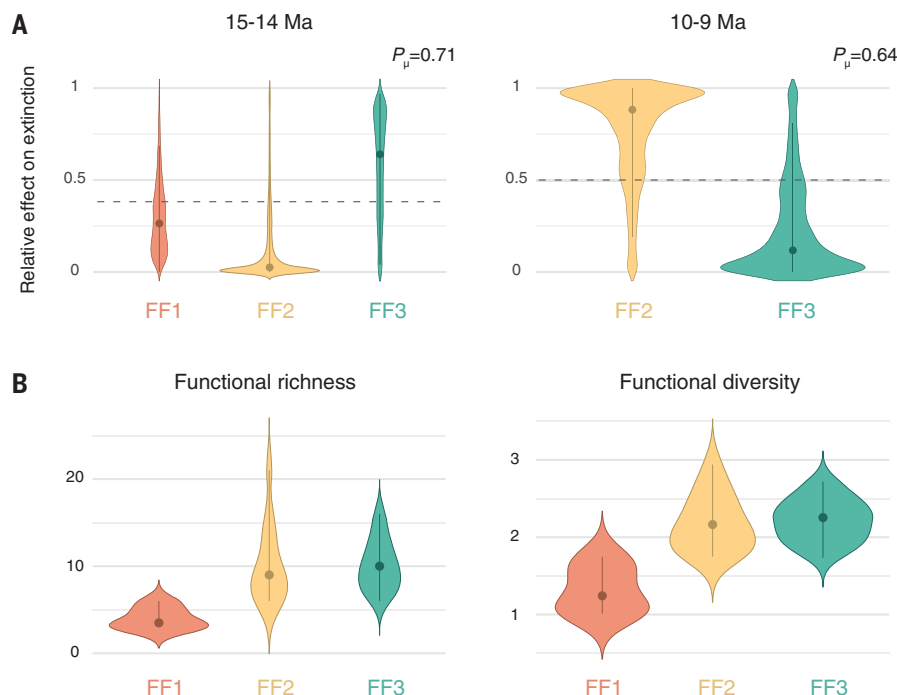 A
15-14 Ma
10-9 Ma
Pμ=0.71
Pμ=0.64
Relative effect on extinction
1
0.5
0
1
0.5
0
FF1 FF2 FF3
FF2 FF3
B
Functional richness
Functional diversity
20
10
0
3
2
1
FF1 FF2 FF3
FF1 FF2 FF3